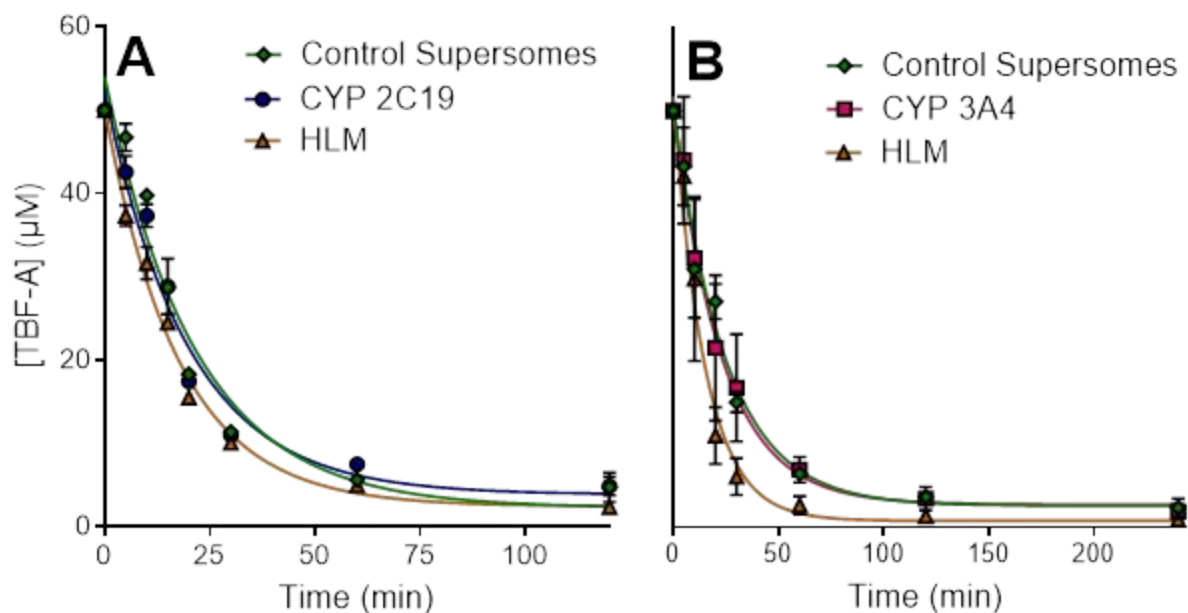 A
Control Supersomes
CYP 2C19
HLM
[TBF-A] (µM)
60
40
20
0
0 25 50 75 100
Time (min)
B
Control Supersomes
CYP 3A4
HLM
0 50 100 150 200
Time (min)